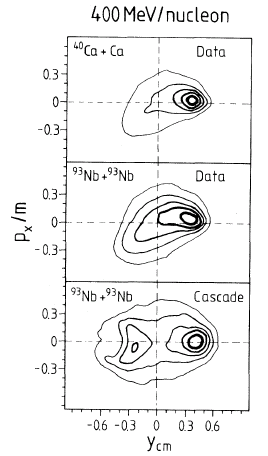 400 MeV/nucleon
⁴⁰Ca + Ca Data
0.3
0
-0.3
⁹³Nb + ⁹³Nb Data
0.3
0
-0.3
pₓ/m
⁹³Nb + ⁹³Nb Cascade
0.3
0
-0.3
-0.6 -0.3 0 0.3 0.6
y_cm